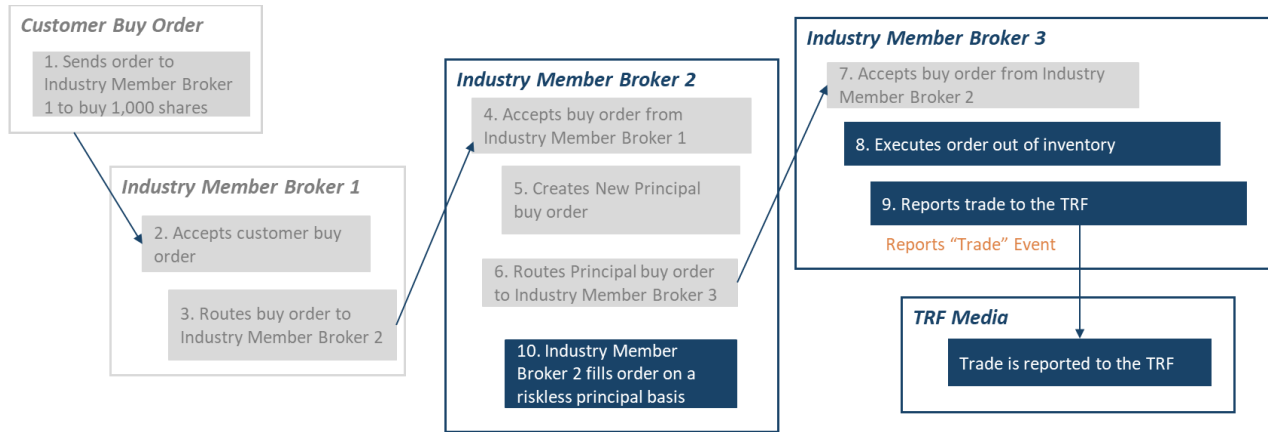 Customer Buy Order
1. Sends order to
Industry Member Broker
1 to buy 1,000 shares
Industry Member Broker 1
2. Accepts customer buy
order
3. Routes buy order to
Industry Member Broker 2
Industry Member Broker 2
4. Accepts buy order from
Industry Member Broker 1
5. Creates New Principal
buy order
6. Routes Principal buy order
to Industry Member Broker 3
10. Industry Member
Broker 2 fills order on a
riskless principal basis
Industry Member Broker 3
7. Accepts buy order from Industry
Member Broker 2
8. Executes order out of inventory
9. Reports trade to the TRF
Reports “Trade” Event
TRF Media
Trade is reported to the TRF